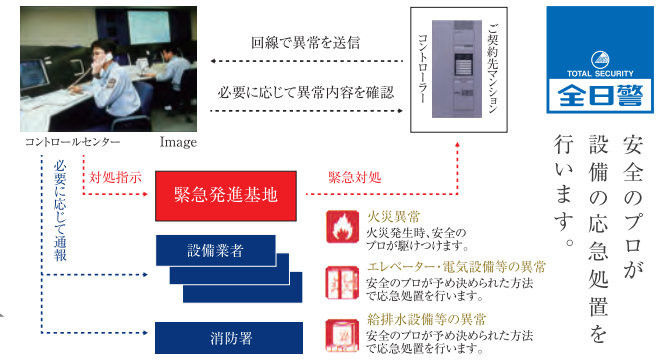 回線で異常を送信
必要に応じて異常内容を確認
ご契約先マンション
コントローラー
コントロールセンター
Image
必要に応じて通報
対処指示
緊急発進基地
緊急対処
設備業者
消防署
火災異常
火災発生時、安全の
プロが駆けつけます。
エレベーター・電気設備等の異常
安全のプロが予め決められた方法
で応急処置を行います。
給排水設備等の異常
安全のプロが予め決められた方法
で応急処置を行います。
TOTAL SECURITY
全日警
安全のプロが
設備の応急処置を
行います。